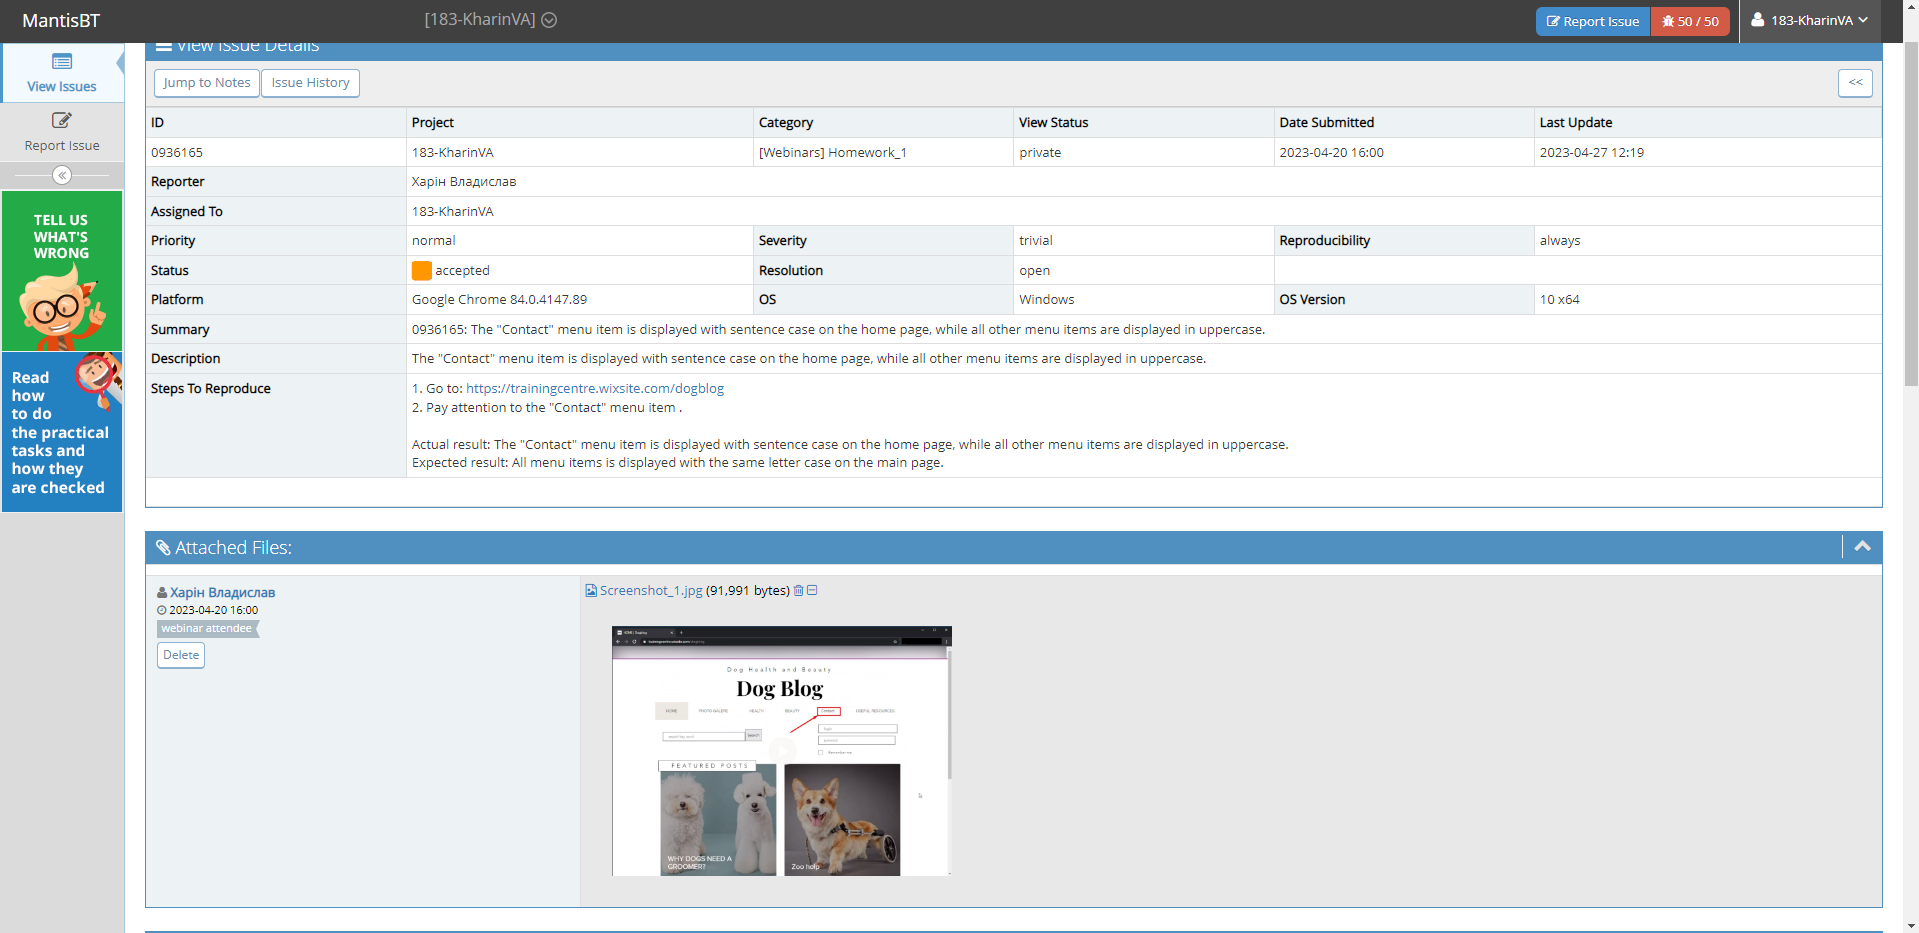 MantisBT
[183-KharinVA]
Report Issue
50 / 50
183-KharinVA
View Issues
Report Issue
TELL US
WHAT'S
WRONG
Read
how
to do
the practical
tasks and
how they
are checked
View Issue Details
Jump to Notes Issue History <<
ID Project Category View Status Date Submitted Last Update
0936165 183-KharinVA [Webinars] Homework_1 private 2023-04-20 16:00 2023-04-27 12:19
Reporter Харін Владислав
Assigned To 183-KharinVA
Priority normal Severity trivial Reproducibility always
Status accepted Resolution open
Platform Google Chrome 84.0.4147.89 OS Windows OS Version 10 x64
Summary 0936165: The "Contact" menu item is displayed with sentence case on the home page, while all other menu items are displayed in uppercase.
Description The "Contact" menu item is displayed with sentence case on the home page, while all other menu items are displayed in uppercase.
Steps To Reproduce 1. Go to: https://trainingcentre.wixsite.com/dogblog
2. Pay attention to the "Contact" menu item .
Actual result: The "Contact" menu item is displayed with sentence case on the home page, while all other menu items are displayed in uppercase.
Expected result: All menu items is displayed with the same letter case on the main page.
Attached Files:
Харін Владислав
2023-04-20 16:00
webinar attendee
Delete
Screenshot_1.jpg (91,991 bytes)
Dog Health and Beauty
Dog Blog
HOME PHOTO GALERIE HEALTH BEAUTY Contact USEFUL RESOURCES
Search
login
Remember me
FEATURED POSTS
WHY DOGS NEED A
GROOMER?
Zoo help